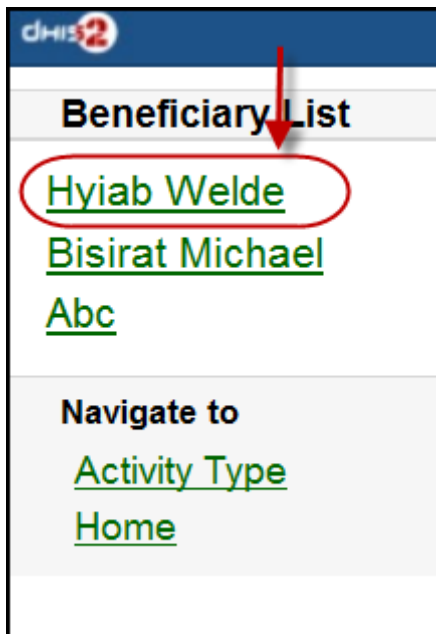 dHIS2
Beneficiary List
Hyiab Welde
Bisirat Michael
Abc
Navigate to
Activity Type
Home